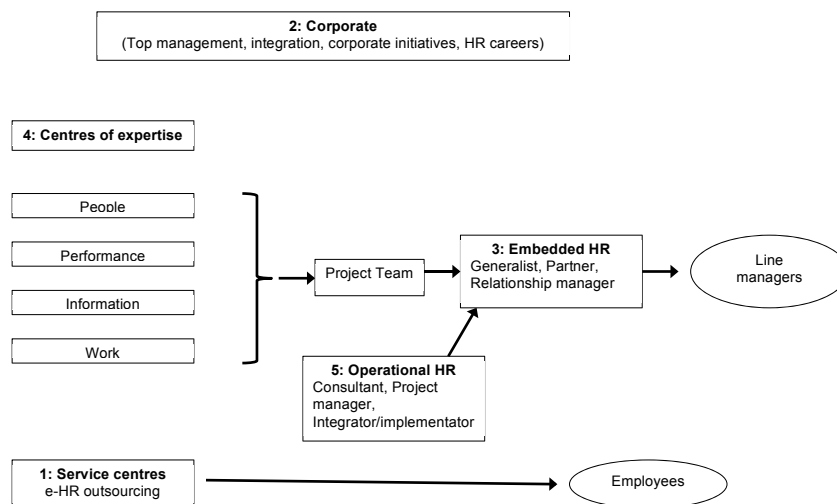 2: Corporate
(Top management, integration, corporate initiatives, HR careers)
4: Centres of expertise
People
Performance
Information
Work
Project Team
3: Embedded HR
Generalist, Partner,
Relationship manager
Line
managers
5: Operational HR
Consultant, Project
manager,
Integrator/implementator
1: Service centres
e-HR outsourcing
Employees